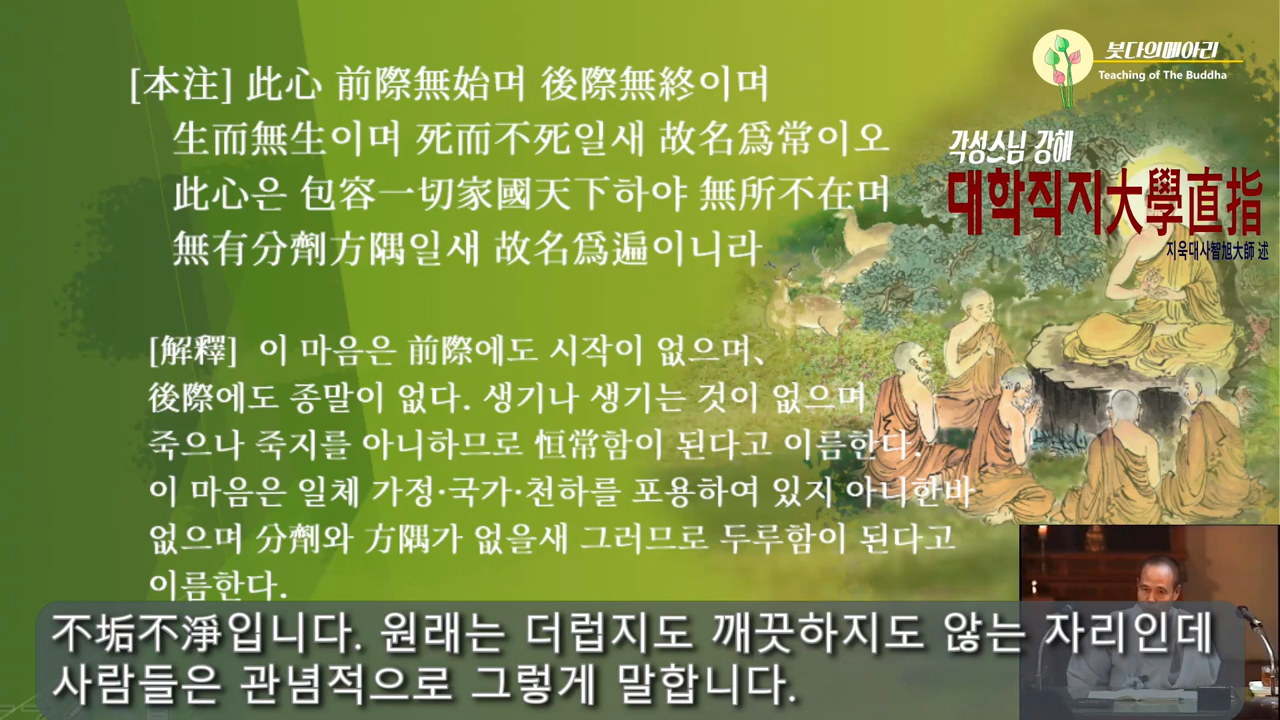 붓다의메아리
Teaching of The Buddha
각성스님 강해
대학직지大學直指
지욱대사智旭大師 述
[本注] 此心 前際無始며 後際無終이며
生而無生이며 死而不死일새 故名爲常이오
此心은 包容一切家國天下하야 無所不在며
無有分劑方隅일새 故名爲遍이니라
[解釋] 이 마음은 前際에도 시작이 없으며、
後際에도 종말이 없다. 생기나 생기는 것이 없으며
죽으나 죽지를 아니하므로 恒常함이 된다고 이름한다.
이 마음은 일체 가정·국가·천하를 포용하여 있지 아니한바
없으며 分劑와 方隅가 없을새 그러므로 두루함이 된다고
이름한다.
不垢不淨입니다. 원래는 더럽지도 깨끗하지도 않는 자리인데
사람들은 관념적으로 그렇게 말합니다.